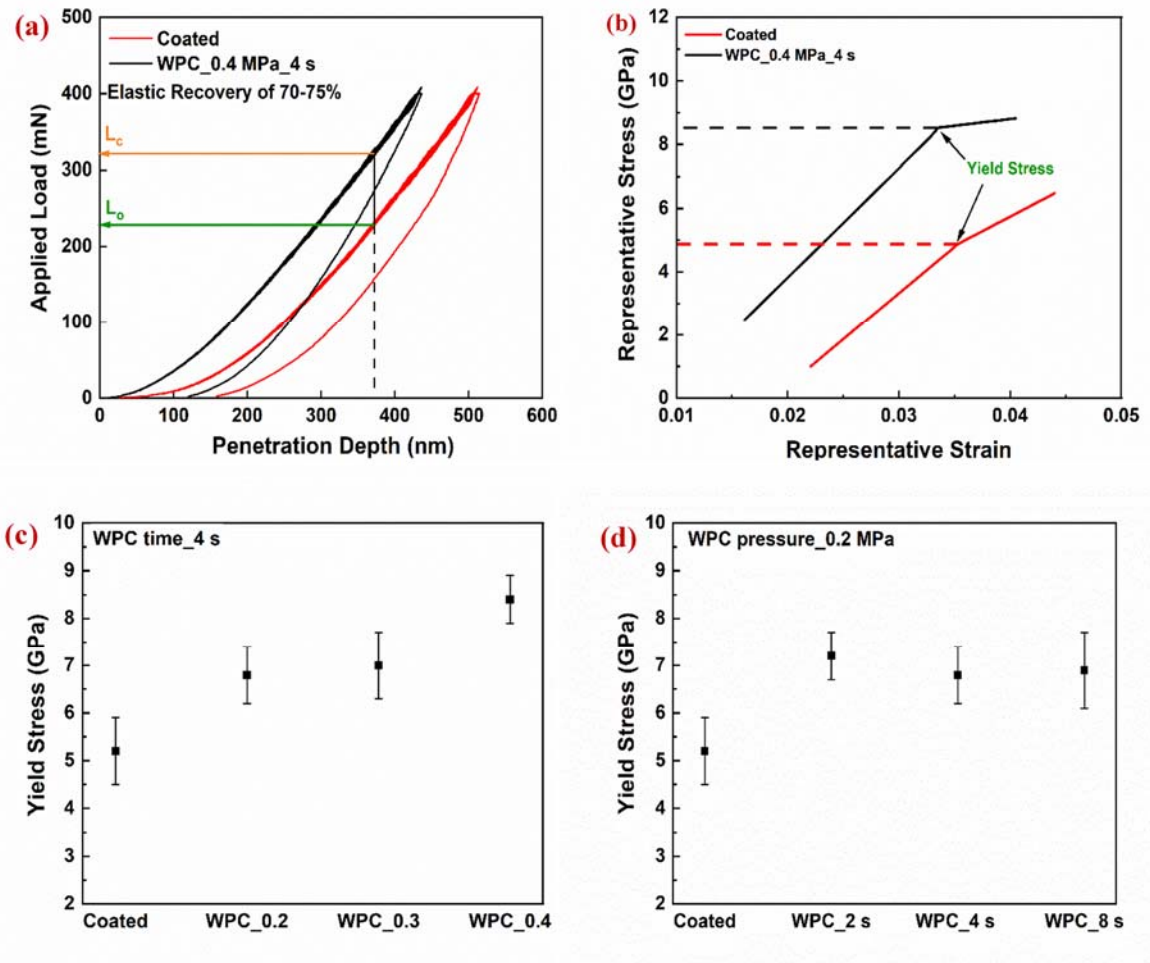 (a)
500
400
300
200
100
0
Applied Load (mN)
Coated
WPC_0.4 MPa_4 s
Elastic Recovery of 70-75%
Lc
Lo
0 100 200 300 400 500 600
Penetration Depth (nm)
(b)
12
10
8
6
4
2
0
Representative Stress (GPa)
Coated
WPC_0.4 MPa_4 s
Yield Stress
0.01 0.02 0.03 0.04 0.05
Representative Strain
(c)
10
9
8
7
6
5
4
3
2
Yield Stress (GPa)
WPC time_4 s
Coated WPC_0.2 WPC_0.3 WPC_0.4
(d)
10
9
8
7
6
5
4
3
2
Yield Stress (GPa)
WPC pressure_0.2 MPa
Coated WPC_2 s WPC_4 s WPC_8 s